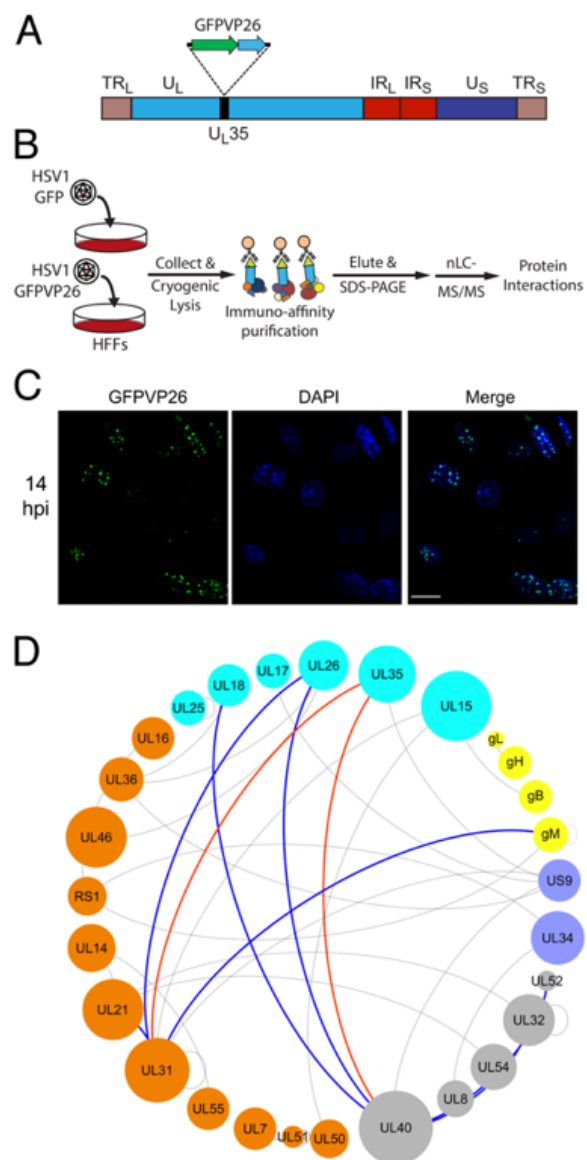 A
GFPVP26
TRL UL IRL IRS US TRS
UL35
B
HSV1
GFP
HSV1
GFPVP26
HFFs
Collect &
Cryogenic
Lysis
Immuno-affinity
purification
Elute &
SDS-PAGE
nLC-
MS/MS
Protein
Interactions
C
GFPVP26 DAPI Merge
14
hpi
D
UL26
UL17
UL35
UL18
UL15
UL25
gL
UL16
gH
UL36
gB
UL46
gM
RS1
US9
UL14
UL34
UL52
UL21
UL32
UL31
UL54
UL55
UL8
UL7
UL51
UL50
UL40